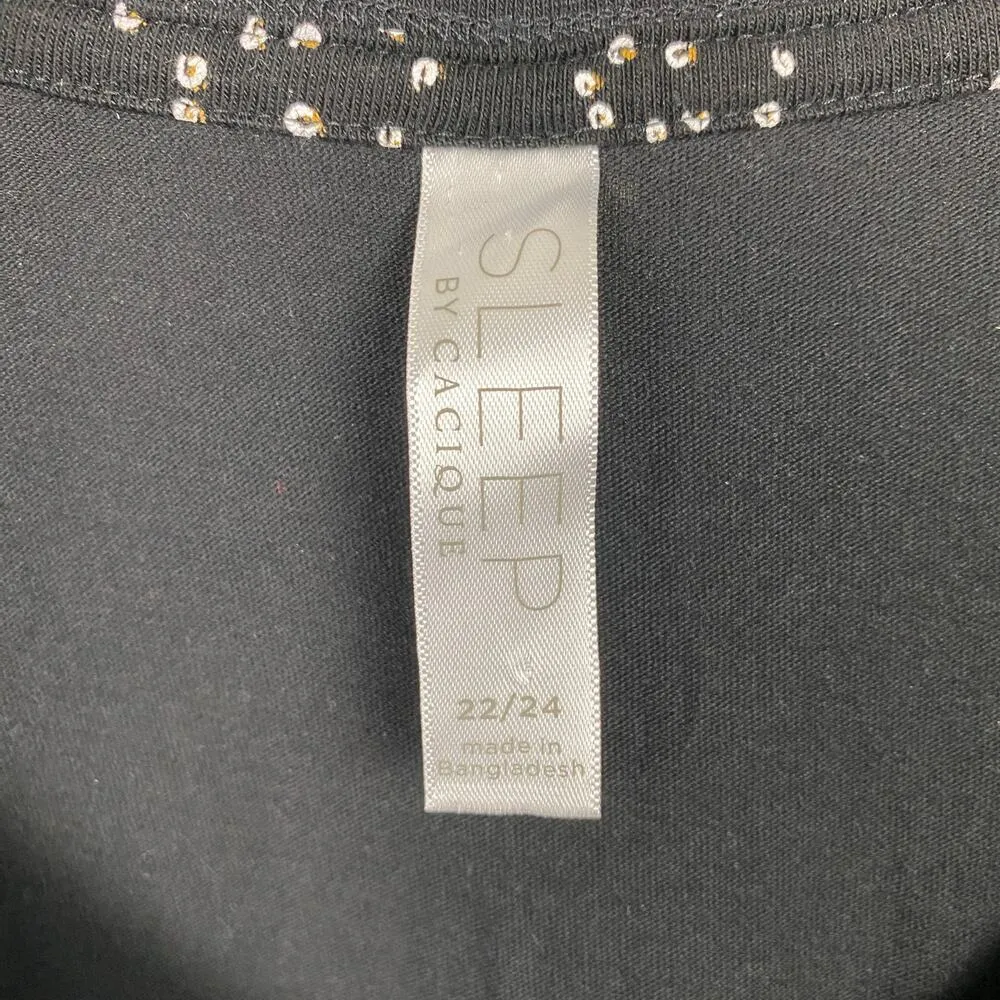 SLEEP
BY CACIQUE
22/24
made in
Bangladesh